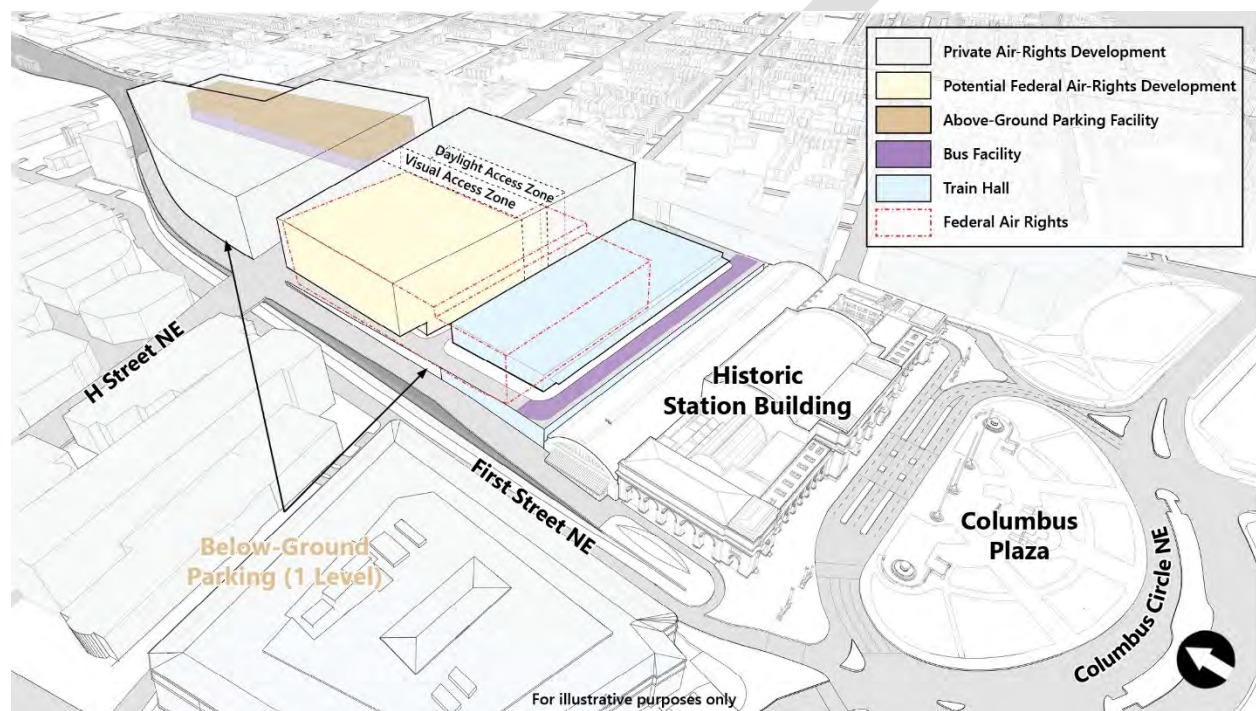 Private Air-Rights Development
Potential Federal Air-Rights Development
Above-Ground Parking Facility
Bus Facility
Train Hall
Federal Air Rights
Daylight Access Zone
Visual Access Zone
H Street NE
Historic
Station Building
First Street NE
Columbus
Plaza
Columbus Circle NE
Below-Ground
Parking (1 Level)
For illustrative purposes only